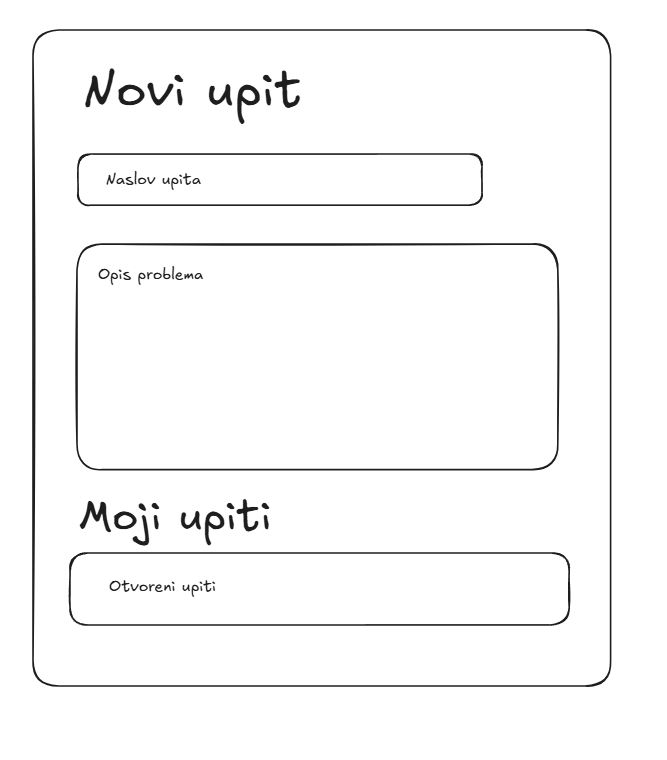 Novi upit
Naslov upita
Opis problema
Moji upiti
Otvoreni upiti